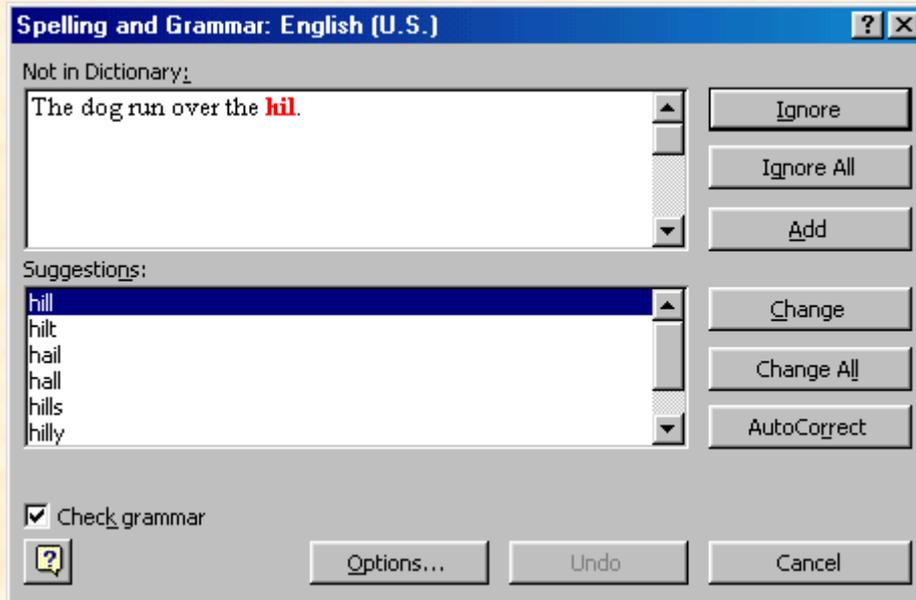 Spelling and Grammar: English (U.S.)
Not in Dictionary:
The dog run over the hil.
Ignore
Ignore All
Add
Suggestions:
hill
hilt
hail
hall
hills
hilly
Change
Change All
AutoCorrect
Check grammar
Options...
Undo
Cancel